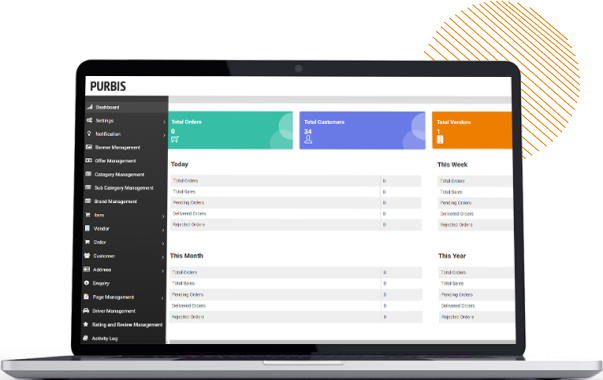 PURBIS
Dashboard
Settings
Notification
Banner Management
Offer Management
Category Management
Sub Category Management
Brand Management
Item
Vendor
Order
Customer
Address
Enquiry
Page Management
Driver Management
Rating and Review Management
Activity Log
Total Orders
0
Total Customers
34
Total Vendors
1
Today
Total Orders 0
Total Sales 0
Pending Orders 0
Delivered Orders 0
Rejected Orders 0
This Week
Total Orders
Total Sales
Pending Orders
Delivered Orders
Rejected Orders
This Month
Total Orders 0
Total Sales 0
Pending Orders 0
Delivered Orders 0
Rejected Orders 0
This Year
Total Orders
Total Sales
Pending Orders
Delivered Orders
Rejected Orders